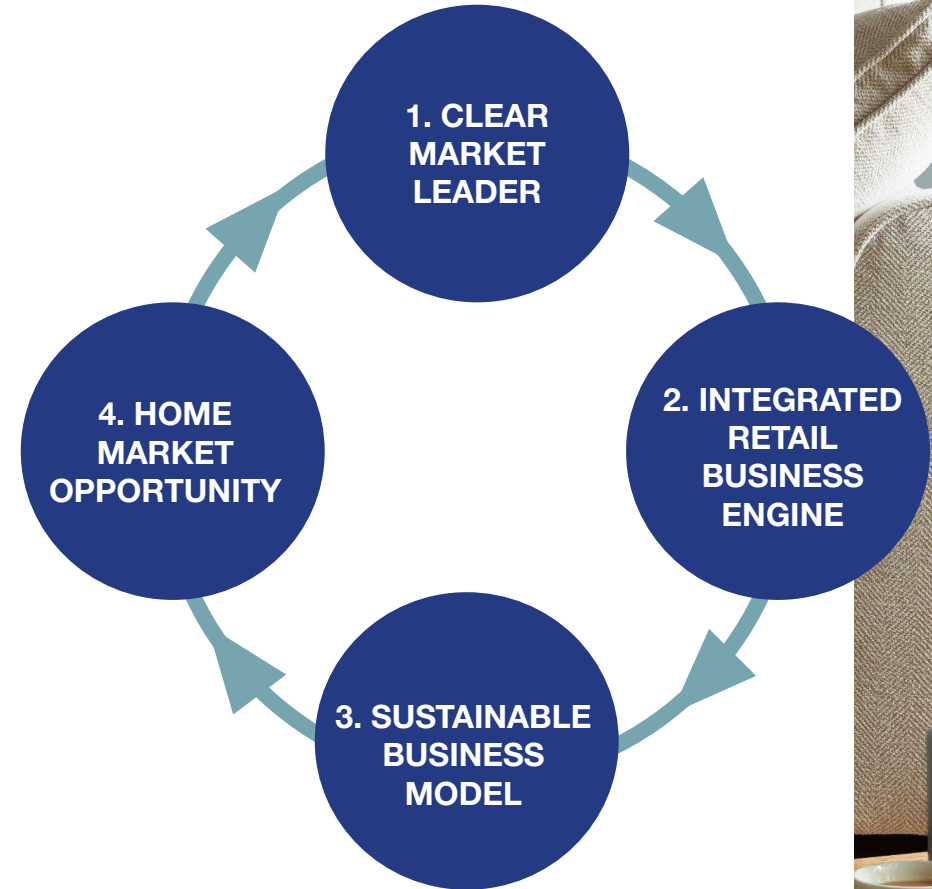 1. CLEAR
MARKET
LEADER
2. INTEGRATED
RETAIL
BUSINESS
ENGINE
3. SUSTAINABLE
BUSINESS
MODEL
4. HOME
MARKET
OPPORTUNITY